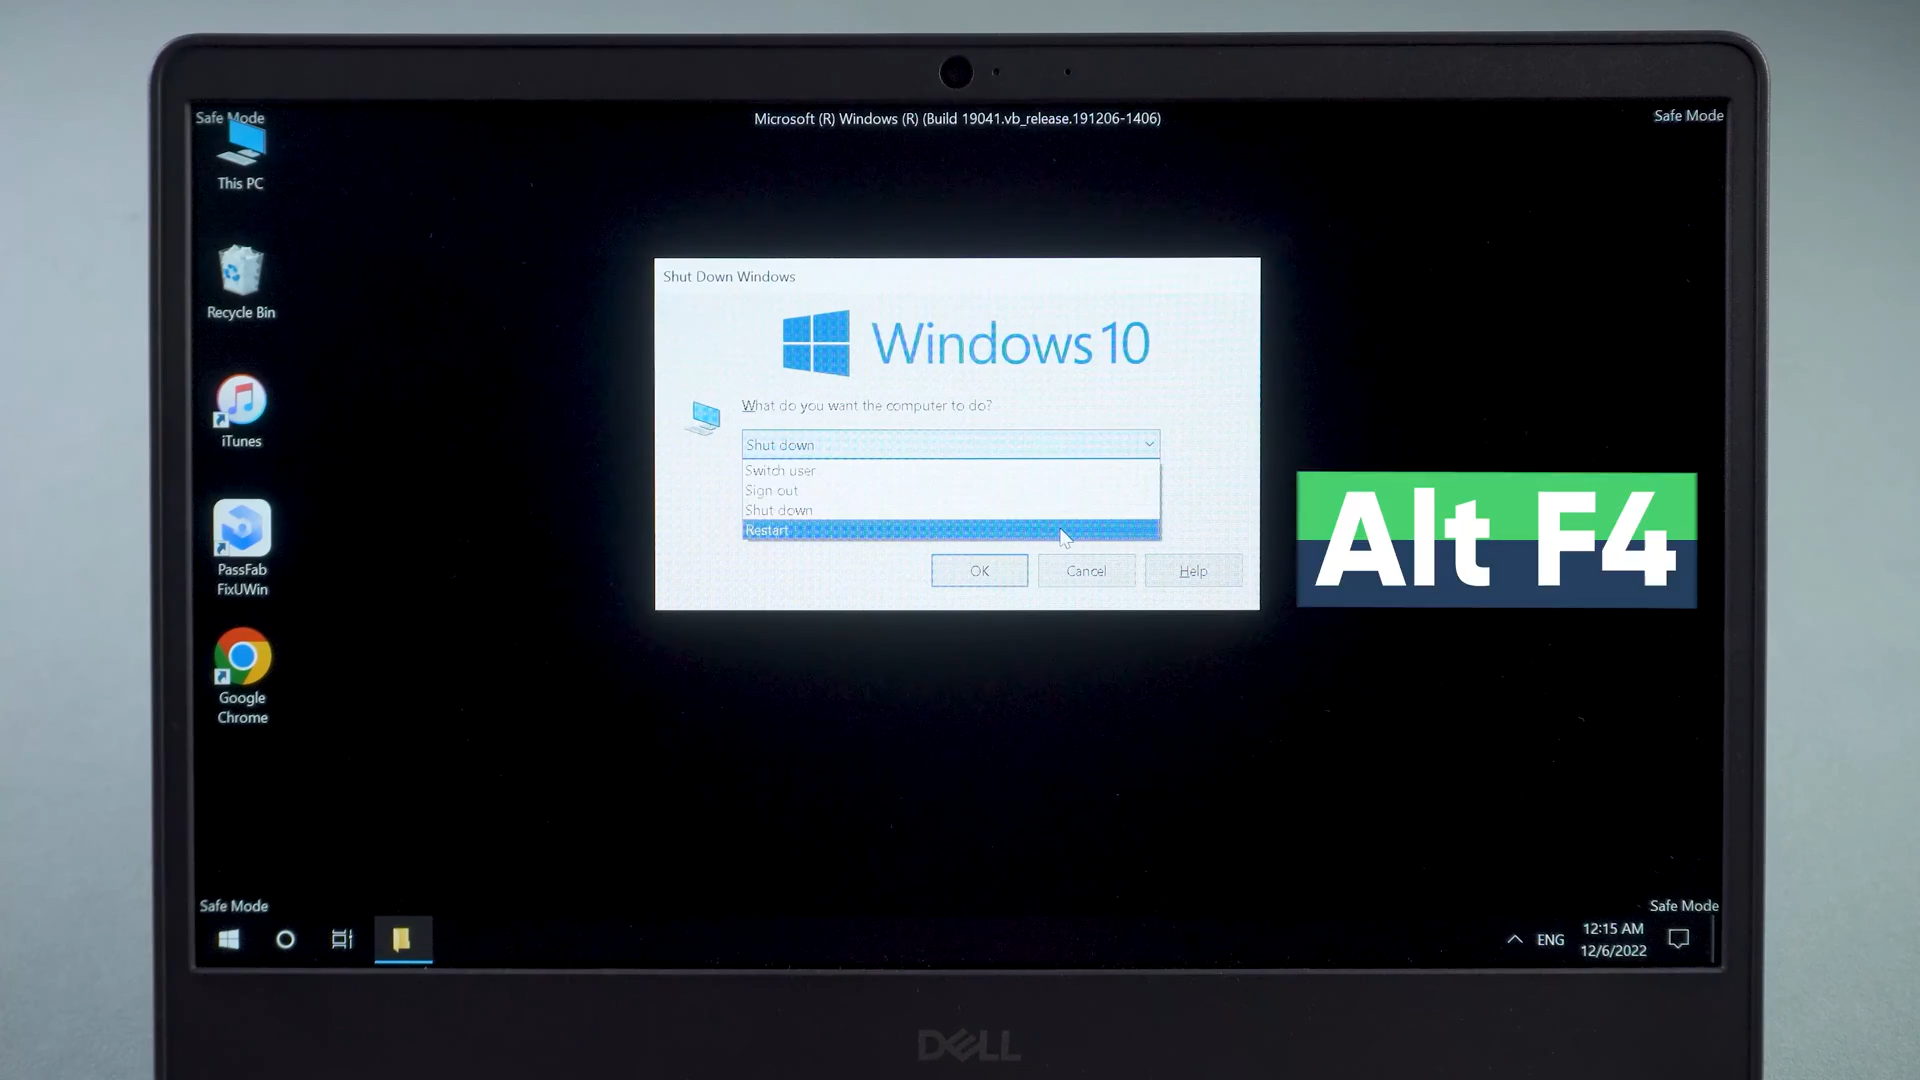 Safe Mode
Microsoft (R) Windows (R) (Build 19041.vb_release.191206-1406)
Safe Mode
This PC
Recycle Bin
iTunes
PassFab
FixUWin
Google
Chrome
Shut Down Windows
Windows 10
What do you want the computer to do?
Shut down
Switch user
Sign out
Shut down
Restart
OK
Cancel
Help
Alt F4
Safe Mode
Safe Mode
ENG
12:15 AM
12/6/2022
DELL